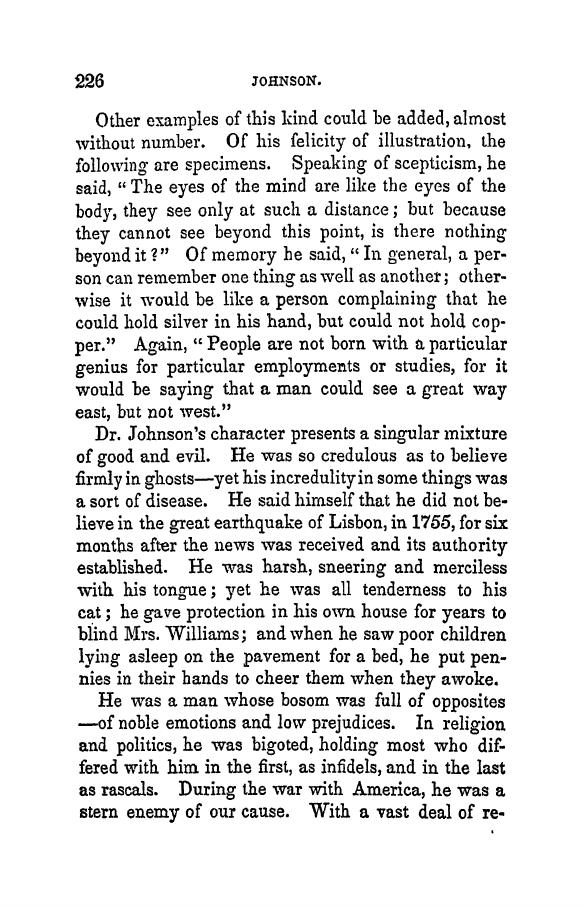 226 JOHNSON.
Other examples of this kind could be added, almost
without number. Of his felicity of illustration, the
following are specimens. Speaking of scepticism, he
said, “The eyes of the mind are like the eyes of the
body, they see only at such a distance; but because
they cannot see beyond this point, is there nothing
beyond it?” Of memory he said, “In general, a per-
son can remember one thing as well as another; other-
wise it would be like a person complaining that he
could hold silver in his hand, but could not hold cop-
per.” Again, “People are not born with a particular
genius for particular employments or studies, for it
would be saying that a man could see a great way
east, but not west.”
Dr. Johnson’s character presents a singular mixture
of good and evil. He was so credulous as to believe
firmly in ghosts—yet his incredulity in some things was
a sort of disease. He said himself that he did not be-
lieve in the great earthquake of Lisbon, in 1755, for six
months after the news was received and its authority
established. He was harsh, sneering and merciless
with his tongue; yet he was all tenderness to his
cat; he gave protection in his own house for years to
blind Mrs. Williams; and when he saw poor children
lying asleep on the pavement for a bed, he put pen-
nies in their hands to cheer them when they awoke.
He was a man whose bosom was full of opposites
—of noble emotions and low prejudices. In religion
and politics, he was bigoted, holding most who dif-
fered with him in the first, as infidels, and in the last
as rascals. During the war with America, he was a
stern enemy of our cause. With a vast deal of re-